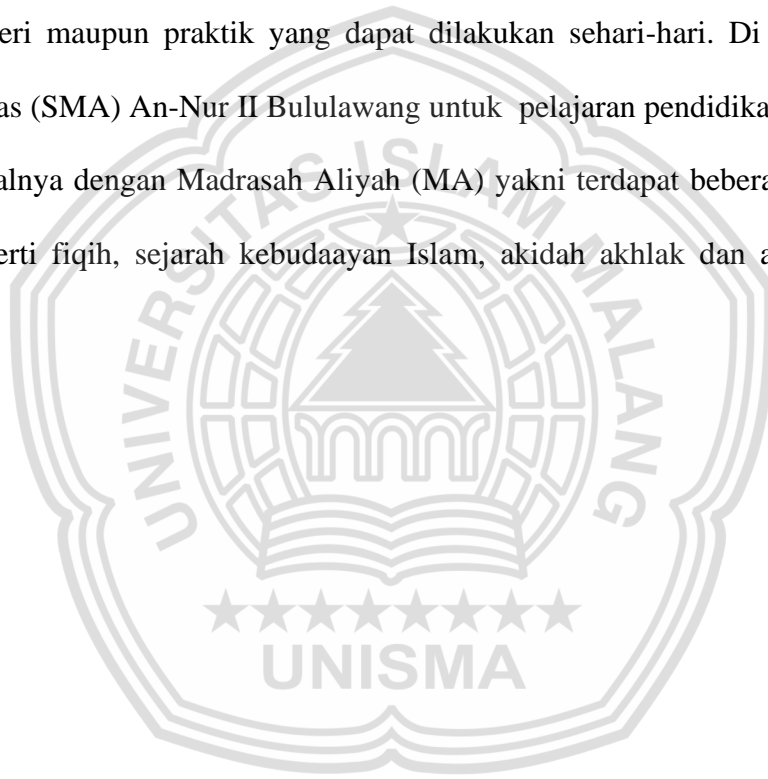 eri maupun praktik yang dapat dilakukan sehari-hari. Di
as (SMA) An-Nur II Bululawang untuk pelajaran pendidika
alnya dengan Madrasah Aliyah (MA) yakni terdapat bebera
erti fiqih, sejarah kebudaayan Islam, akidah akhlak dan a
UNIVERSITAS ISLAM MALANG
UNISMA